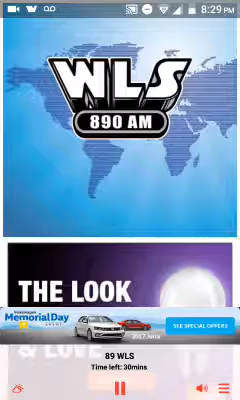 8:29 PM
WLS
890 AM
THE LOOK
Volkswagen
Memorial Day
EVENT
2017 Jetta
SEE SPECIAL OFFERS
& LOVE
89 WLS
Time left: 30mins